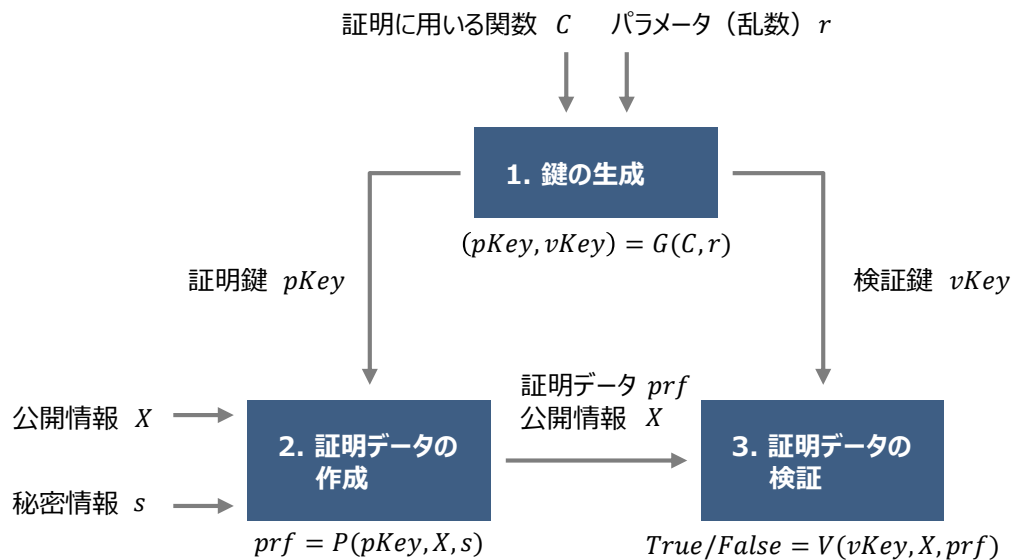 証明に用いる関数 C
パラメータ（乱数）r
1. 鍵の生成
(pKey, vKey) = G(C, r)
証明鍵 pKey
検証鍵 vKey
証明データ prf
公開情報 X
公開情報 X
秘密情報 s
2. 証明データの
作成
3. 証明データの
検証
prf = P(pKey, X, s)
True/False = V(vKey, X, prf)